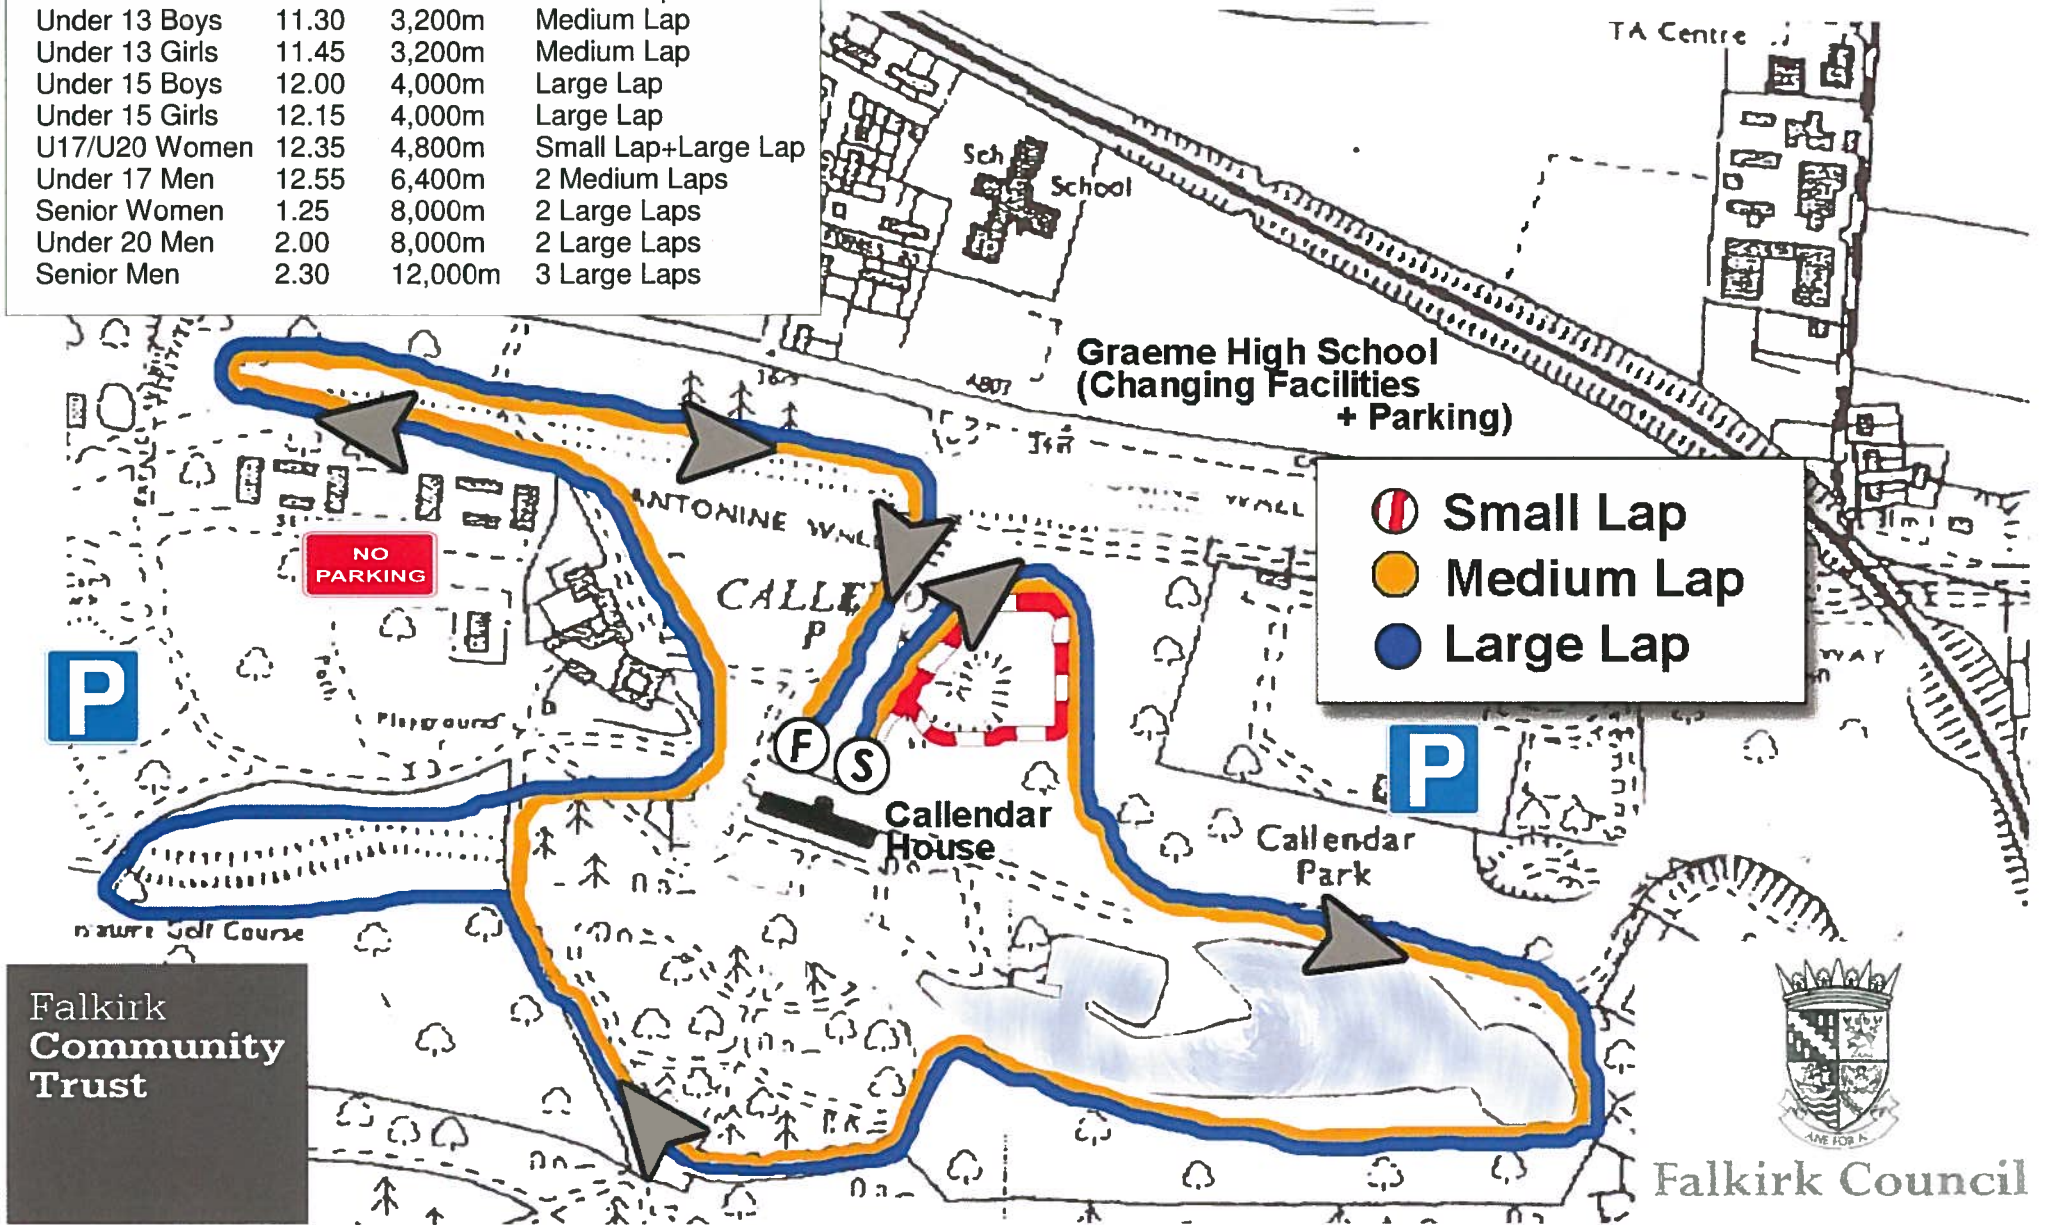 Under 13 Boys 11.30 3,200m Medium Lap
Under 13 Girls 11.45 3,200m Medium Lap
Under 15 Boys 12.00 4,000m Large Lap
Under 15 Girls 12.15 4,000m Large Lap
U17/U20 Women 12.35 4,800m Small Lap+Large Lap
Under 17 Men 12.55 6,400m 2 Medium Laps
Senior Women 1.25 8,000m 2 Large Laps
Under 20 Men 2.00 8,000m 2 Large Laps
Senior Men 2.30 12,000m 3 Large Laps
TA Centre
Sch
School
Graeme High School
(Changing Facilities
+ Parking)
ANTONINE
WALL
Small Lap
Medium Lap
Large Lap
NO
PARKING
P
WAY
Path
Playground
P
F
S
Callendar
House
Callendar
Park
Golf Course
Falkirk
Community
Trust
Falkirk Council